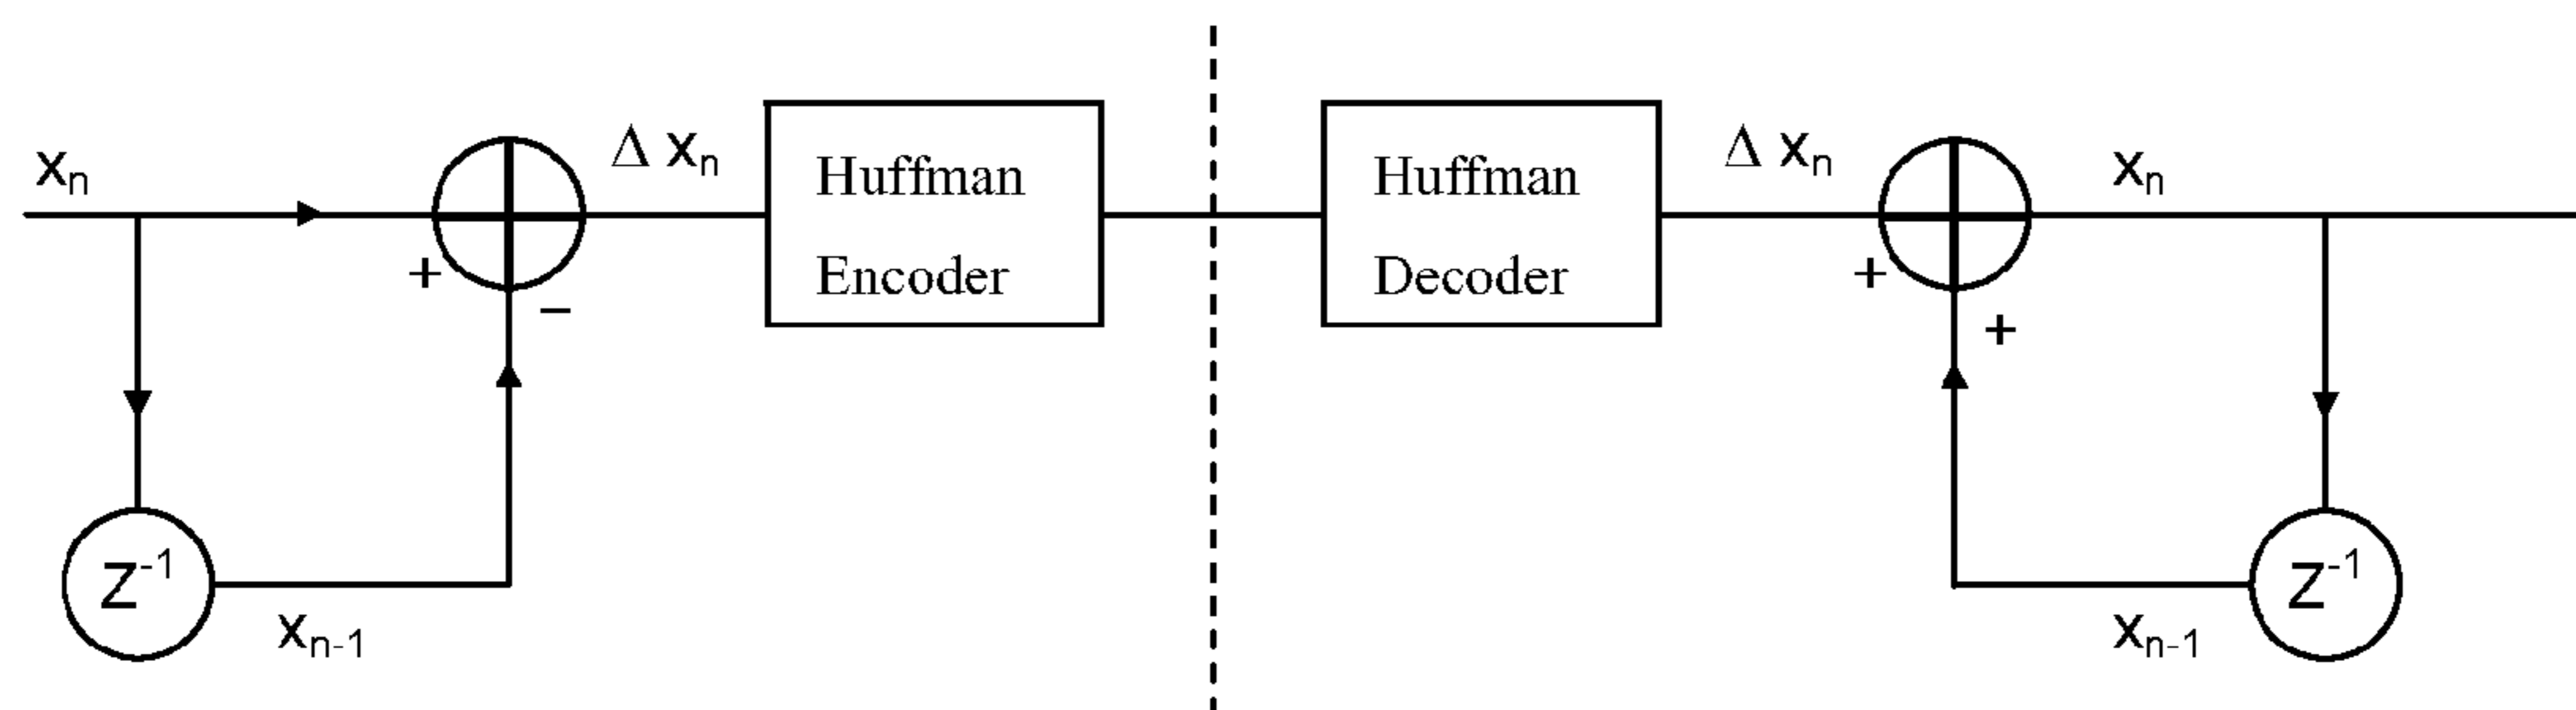 xₙ
Δ xₙ
Huffman
Encoder
+
−
Z⁻¹
xₙ₋₁
Huffman
Decoder
Δ xₙ
xₙ
+
+
Z⁻¹
xₙ₋₁